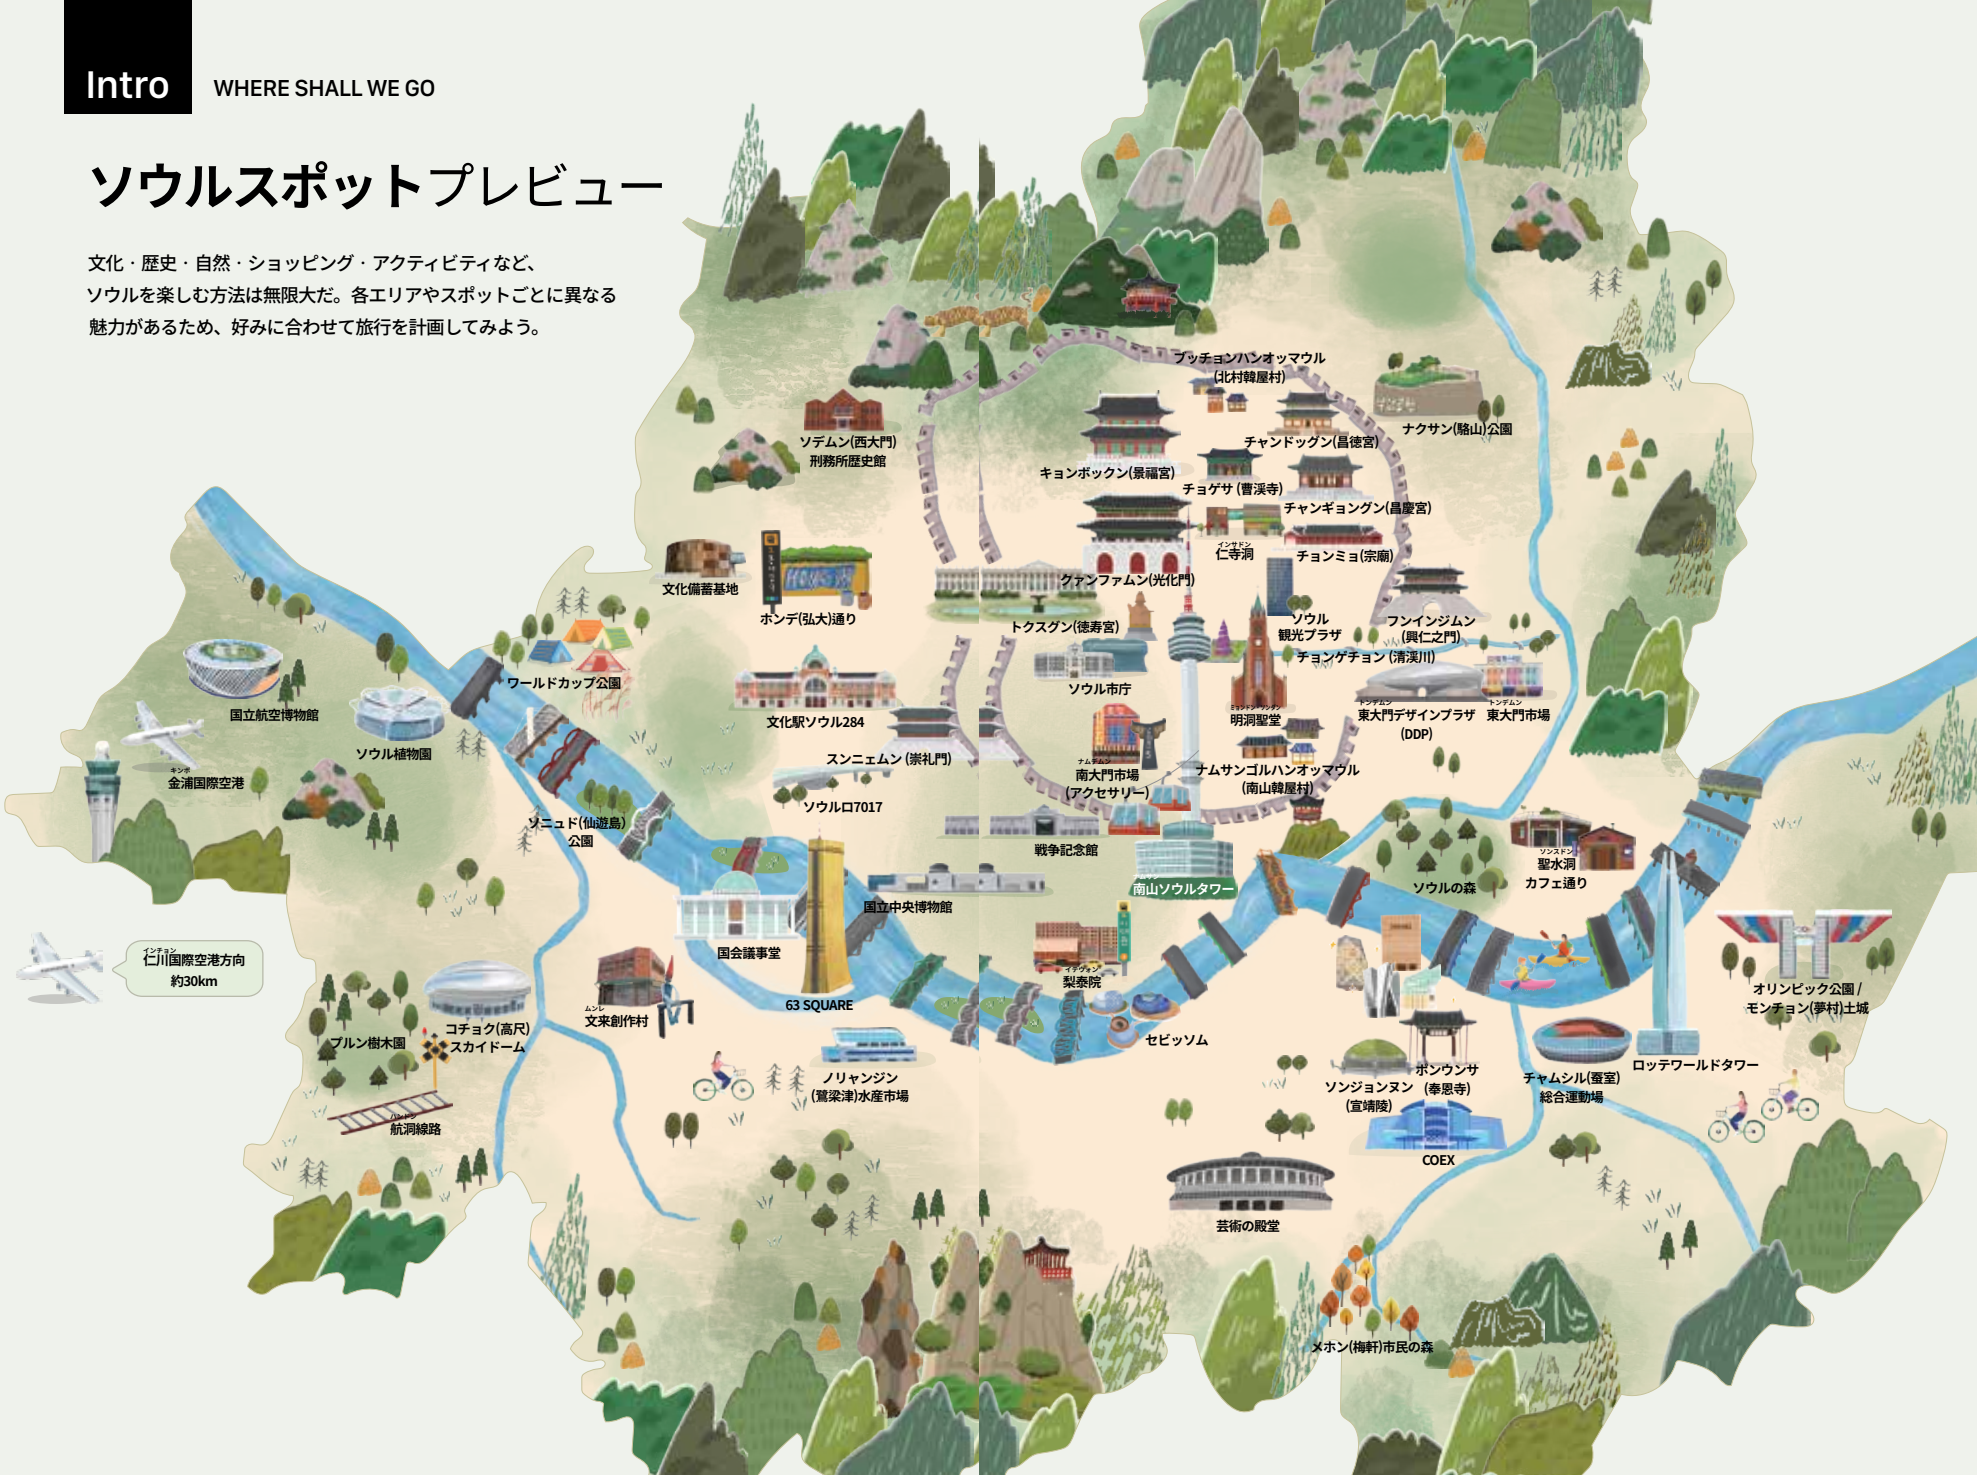 Intro
WHERE SHALL WE GO
ソウルスポットプレビュー
文化 · 歴史 · 自然 · ショッピング · アクティビティなど、
ソウルを楽しむ方法は無限大だ。各エリアやスポットごとに異なる
魅力があるため、好みに合わせて旅行を計画してみよう。
ブッチョンハンオッマウル
(北村韓屋村)
ナクサン(駱山)公園
ソデムン(西大門)
刑務所歴史館
チャンドックン(昌徳宮)
キョンボックン(景福宮)
チョゲサ (曹渓寺)
チャンギョングン(昌慶宮)
インサドン
仁寺洞
チョンミョ(宗廟)
クァンファムン(光化門)
文化備蓄基地
HONGDAE
ホンデ(弘大)通り
トクスグン(徳寿宮)
ソウル
観光プラザ
フンインジムン
(興仁之門)
チョンゲチョン (清渓川)
ワールドカップ公園
ソウル市庁
国立航空博物館
文化駅ソウル284
ミョンドン・ソンダン
明洞聖堂
トンデムン
東大門デザインプラザ
(DDP)
トンデムン
東大門市場
ソウル植物園
スンニェムン (崇礼門)
キンポ
金浦国際空港
ナムデムン
南大門市場
(アクセサリー)
ナムサンゴルハンオッマウル
(南山韓屋村)
ソウルロ7017
ソニュド(仙遊島)
公園
戦争記念館
南山ソウルタワー
ソウルの森
ソンスドン
聖水洞
カフェ通り
国立中央博物館
国会議事堂
インチョン
仁川国際空港方向
約30km
イテウォン
梨泰院
63 SQUARE
オリンピック公園 /
モンチョン(夢村)土城
ムンレ
文来創作村
コチョク(高尺)
スカイドーム
プルン樹木園
セビッソム
ノリャンジン
(鷺梁津)水産市場
ロッテワールドタワー
ポンウンサ
(奉恩寺)
ソンジョンヌン
(宣靖陵)
チャムシル(蚕室)
総合運動場
ハンドン
航洞線路
COEX
芸術の殿堂
メホン(梅軒)市民の森